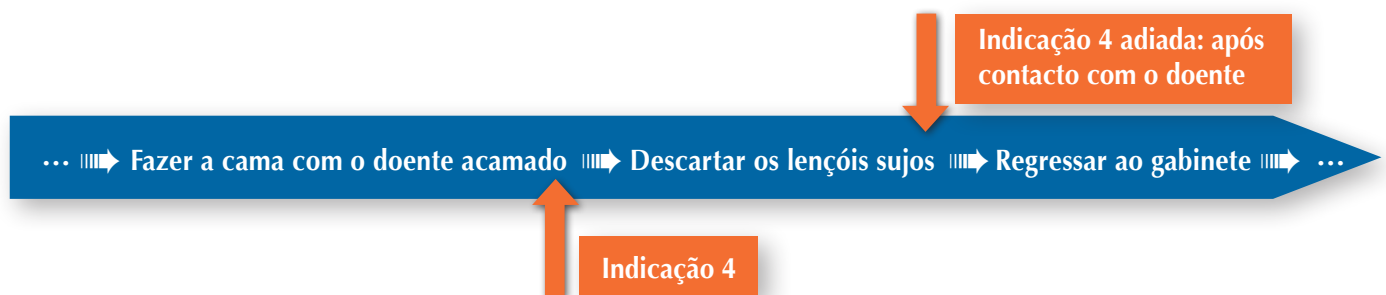 Indicação 4 adiada: após
contacto com o doente
... Fazer a cama com o doente acamado Descartar os lençóis sujos Regressar ao gabinete ...
Indicação 4